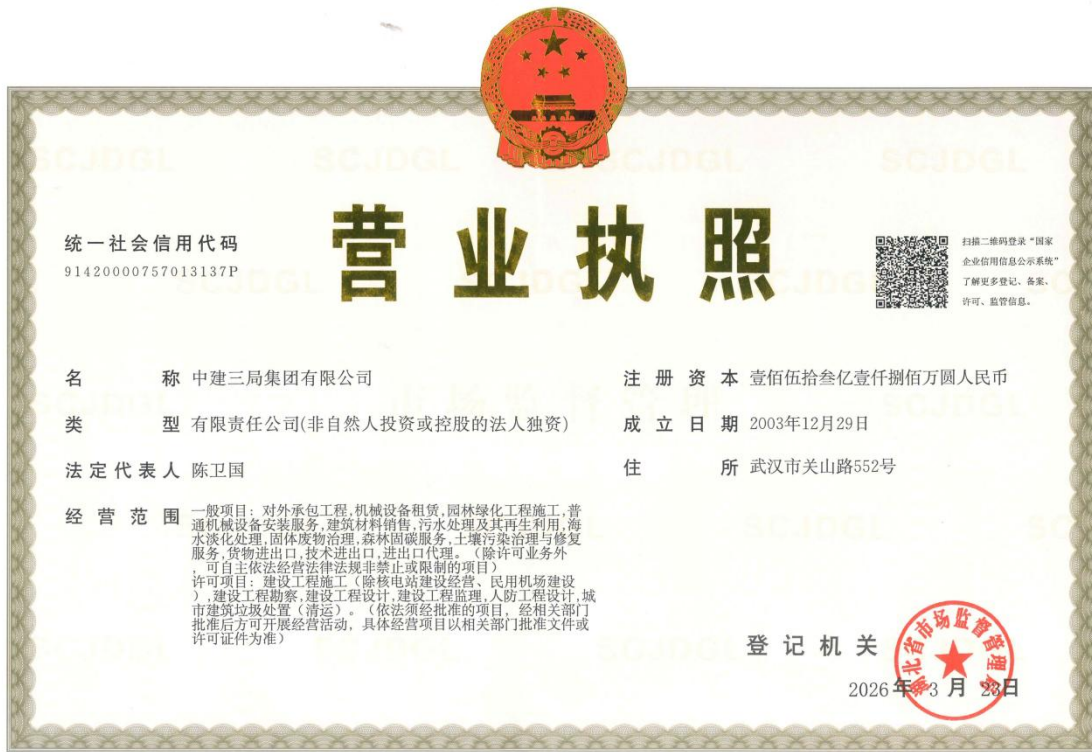 营业执照
统一社会信用代码
91420000757013137P
扫描二维码登录“国家
企业信用信息公示系统”
了解更多登记、备案、
许可、监管信息。
名称 中建三局集团有限公司
类型 有限责任公司(非自然人投资或控股的法人独资)
法定代表人 陈卫国
经营范围 一般项目：对外承包工程,机械设备租赁,园林绿化工程施工,普
通机械设备安装服务,建筑材料销售,污水处理及其再生利用,海
水淡化处理,固体废物治理,森林固碳服务,土壤污染治理与修复
服务,货物进出口,技术进出口,进出口代理。（除许可业务外
，可自主依法经营法律法规非禁止或限制的项目）
许可项目：建设工程施工（除核电站建设经营、民用机场建设
）,建设工程勘察,建设工程设计,建设工程监理,人防工程设计,城
市建筑垃圾处置（清运）。（依法须经批准的项目，经相关部门
批准后方可开展经营活动，具体经营项目以相关部门批准文件或
许可证件为准）
注册资本 壹佰伍拾叁亿壹仟捌佰万圆人民币
成立日期 2003年12月29日
住所 武汉市关山路552号
登记机关
湖北省市场监督管理局
2026年3月23日
SCJDGL
市场监督管理